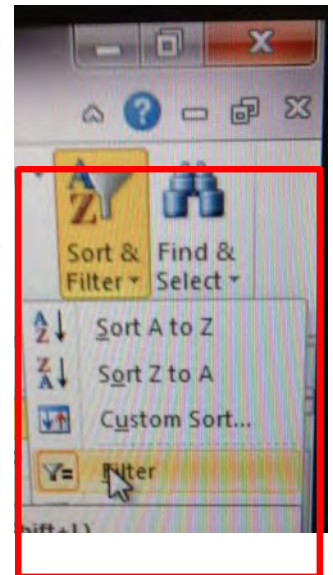 Sort & Find &
Filter Select
Sort A to Z
Sort Z to A
Custom Sort...
Filter